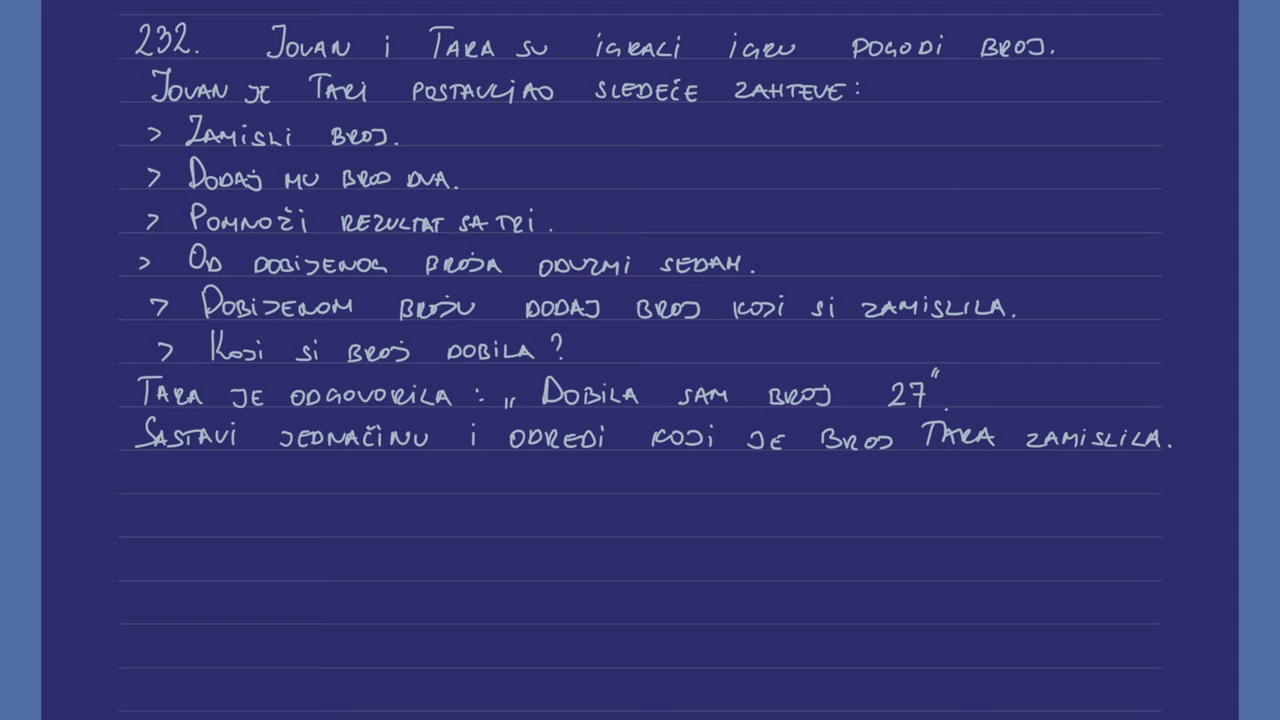 232. Jovan i Tara su igrali igru pogodi broj.
Jovan je Tari postavljao sledeće zahteve:
> Zamisli broj.
> Dodaj mu broj dva.
> Pomnoži rezultat sa tri.
> Od dobijenog broja oduzmi sedam.
> Dobijenom broju dodaj broj koji si zamislila.
> Koji si broj dobila?
Tara je odgovorila: „Dobila sam broj 27".
Sastavi jednačinu i odredi koji je broj Tara zamislila.